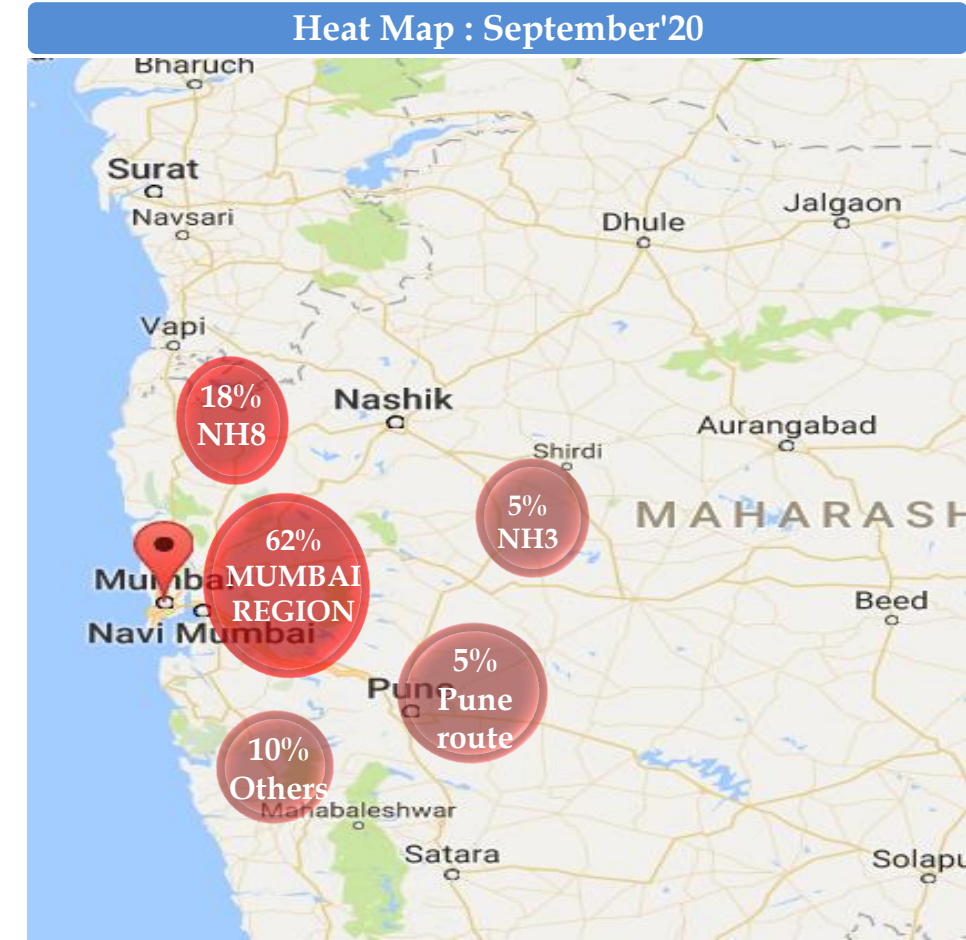 Heat Map : September'20
Bharuch
Surat
Navsari
Dhule
Jalgaon
Vapi
18%
NH8
Nashik
Aurangabad
Shirdi
5%
NH3
MAHARASH
62%
MUMBAI
REGION
Mumbai
Navi Mumbai
Beed
5%
Pune
route
Pune
10%
Others
Mahabaleshwar
Satara
Solapu